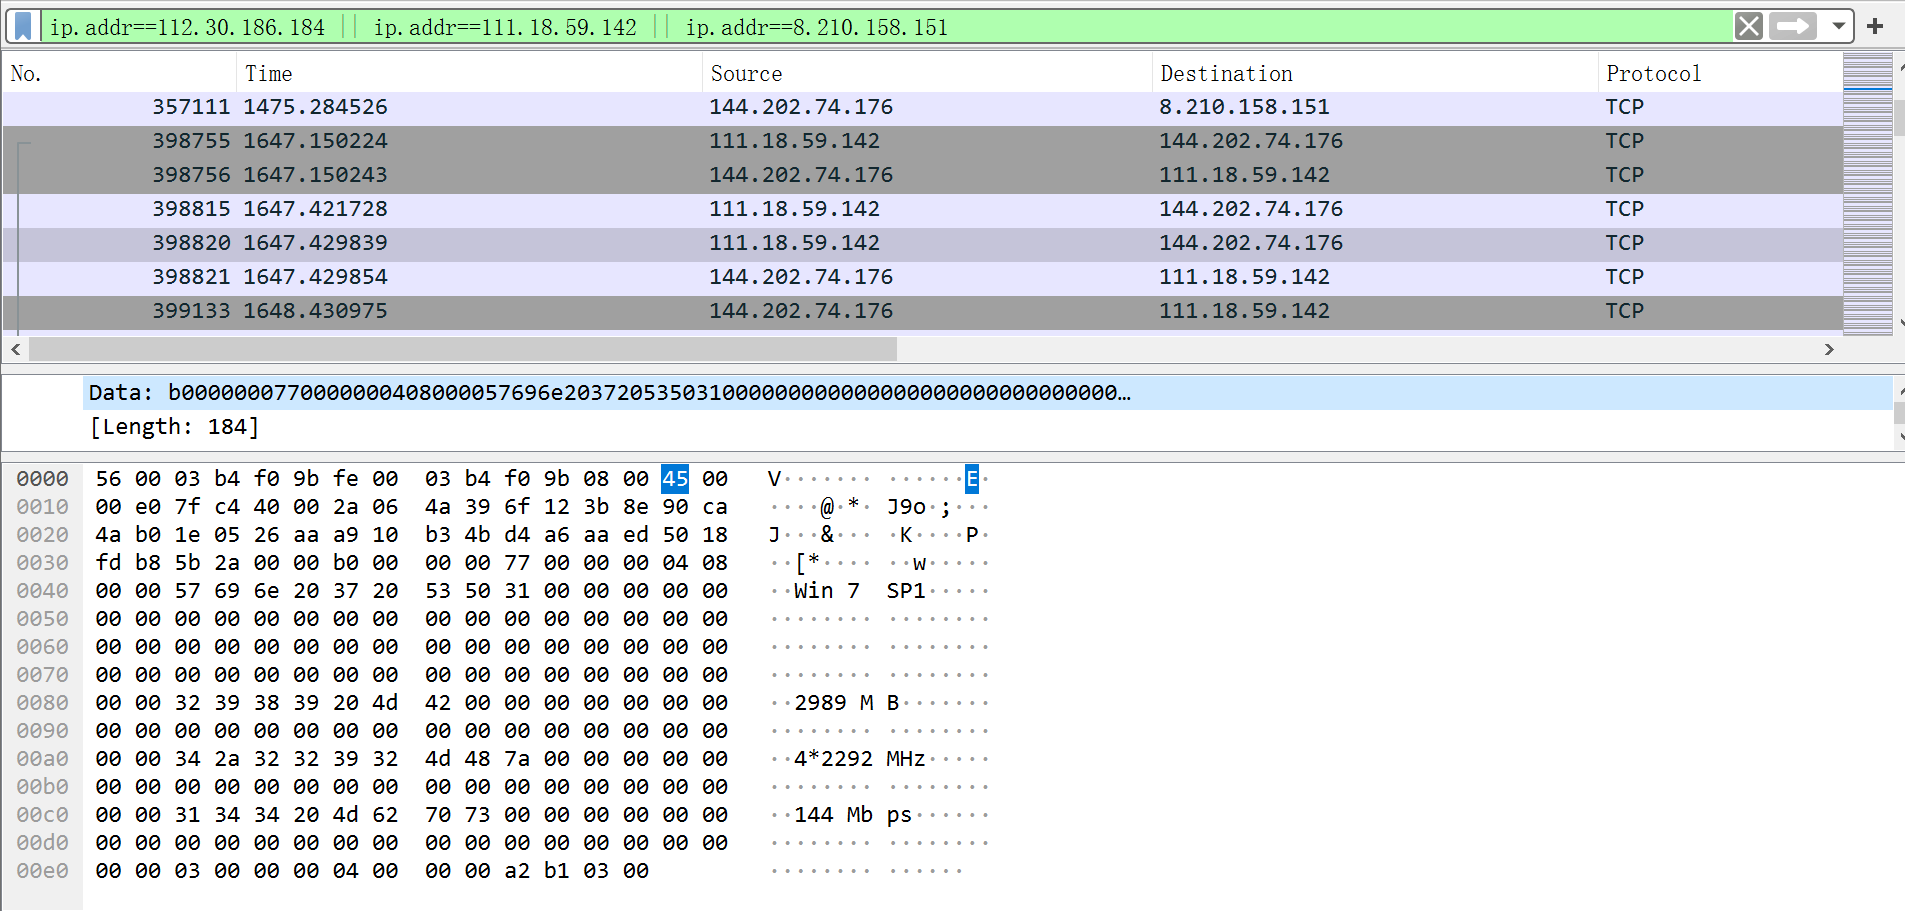 ip.addr==112.30.186.184 || ip.addr==111.18.59.142 || ip.addr==8.210.158.151
No. Time Source Destination Protocol
357111 1475.284526 144.202.74.176 8.210.158.151 TCP
398755 1647.150224 111.18.59.142 144.202.74.176 TCP
398756 1647.150243 144.202.74.176 111.18.59.142 TCP
398815 1647.421728 111.18.59.142 144.202.74.176 TCP
398820 1647.429839 111.18.59.142 144.202.74.176 TCP
398821 1647.429854 144.202.74.176 111.18.59.142 TCP
399133 1648.430975 144.202.74.176 111.18.59.142 TCP
Data: b0000000770000000408000057696e20372053503100000000000000000000000000000000…
[Length: 184]
0000 56 00 03 b4 f0 9b fe 00 03 b4 f0 9b 08 00 45 00 V······· ······E·
0010 00 e0 7f c4 40 00 2a 06 4a 39 6f 12 3b 8e 90 ca ····@·*· J9o·;···
0020 4a b0 1e 05 26 aa a9 10 b3 4b d4 a6 aa ed 50 18 J···&··· ·K····P·
0030 fd b8 5b 2a 00 00 b0 00 00 00 77 00 00 00 04 08 ··[*···· ··w·····
0040 00 00 57 69 6e 20 37 20 53 50 31 00 00 00 00 00 ··Win 7 SP1·····
0050 00 00 00 00 00 00 00 00 00 00 00 00 00 00 00 00 ········ ········
0060 00 00 00 00 00 00 00 00 00 00 00 00 00 00 00 00 ········ ········
0070 00 00 00 00 00 00 00 00 00 00 00 00 00 00 00 00 ········ ········
0080 00 00 32 39 38 39 20 4d 42 00 00 00 00 00 00 00 ··2989 M B·······
0090 00 00 00 00 00 00 00 00 00 00 00 00 00 00 00 00 ········ ········
00a0 00 00 34 2a 32 32 39 32 4d 48 7a 00 00 00 00 00 ··4*2292 MHz·····
00b0 00 00 00 00 00 00 00 00 00 00 00 00 00 00 00 00 ········ ········
00c0 00 00 31 34 34 20 4d 62 70 73 00 00 00 00 00 00 ··144 Mb ps······
00d0 00 00 00 00 00 00 00 00 00 00 00 00 00 00 00 00 ········ ········
00e0 00 00 03 00 00 00 04 00 00 00 a2 b1 03 00 ········ ······